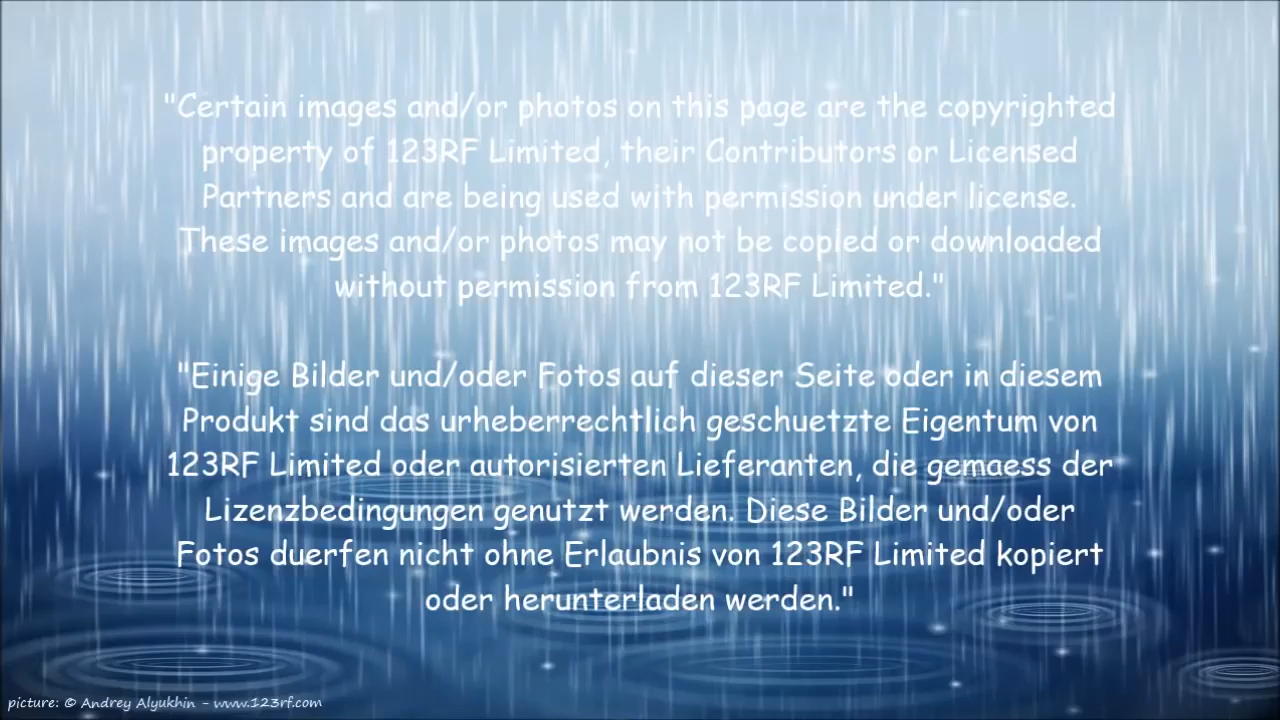 "Certain images and/or photos on this page are the copyrighted
property of 123RF Limited, their Contributors or Licensed
Partners and are being used with permission under license.
These images and/or photos may not be copied or downloaded
without permission from 123RF Limited."
"Einige Bilder und/oder Fotos auf dieser Seite oder in diesem
Produkt sind das urheberrechtlich geschuetzte Eigentum von
123RF Limited oder autorisierten Lieferanten, die gemaess der
Lizenzbedingungen genutzt werden. Diese Bilder und/oder
Fotos duerfen nicht ohne Erlaubnis von 123RF Limited kopiert
oder herunterladen werden."
picture: © Andrey Alyukhin - www.123rf.com